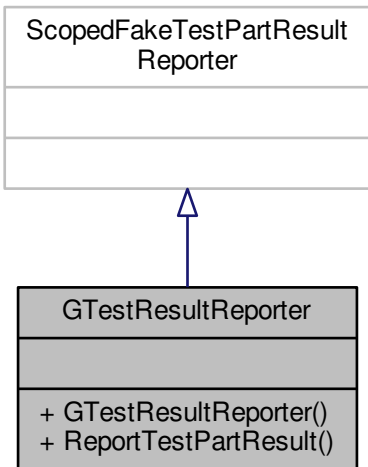 ScopedFakeTestPartResult
Reporter
GTestResultReporter
+ GTestResultReporter()
+ ReportTestPartResult()